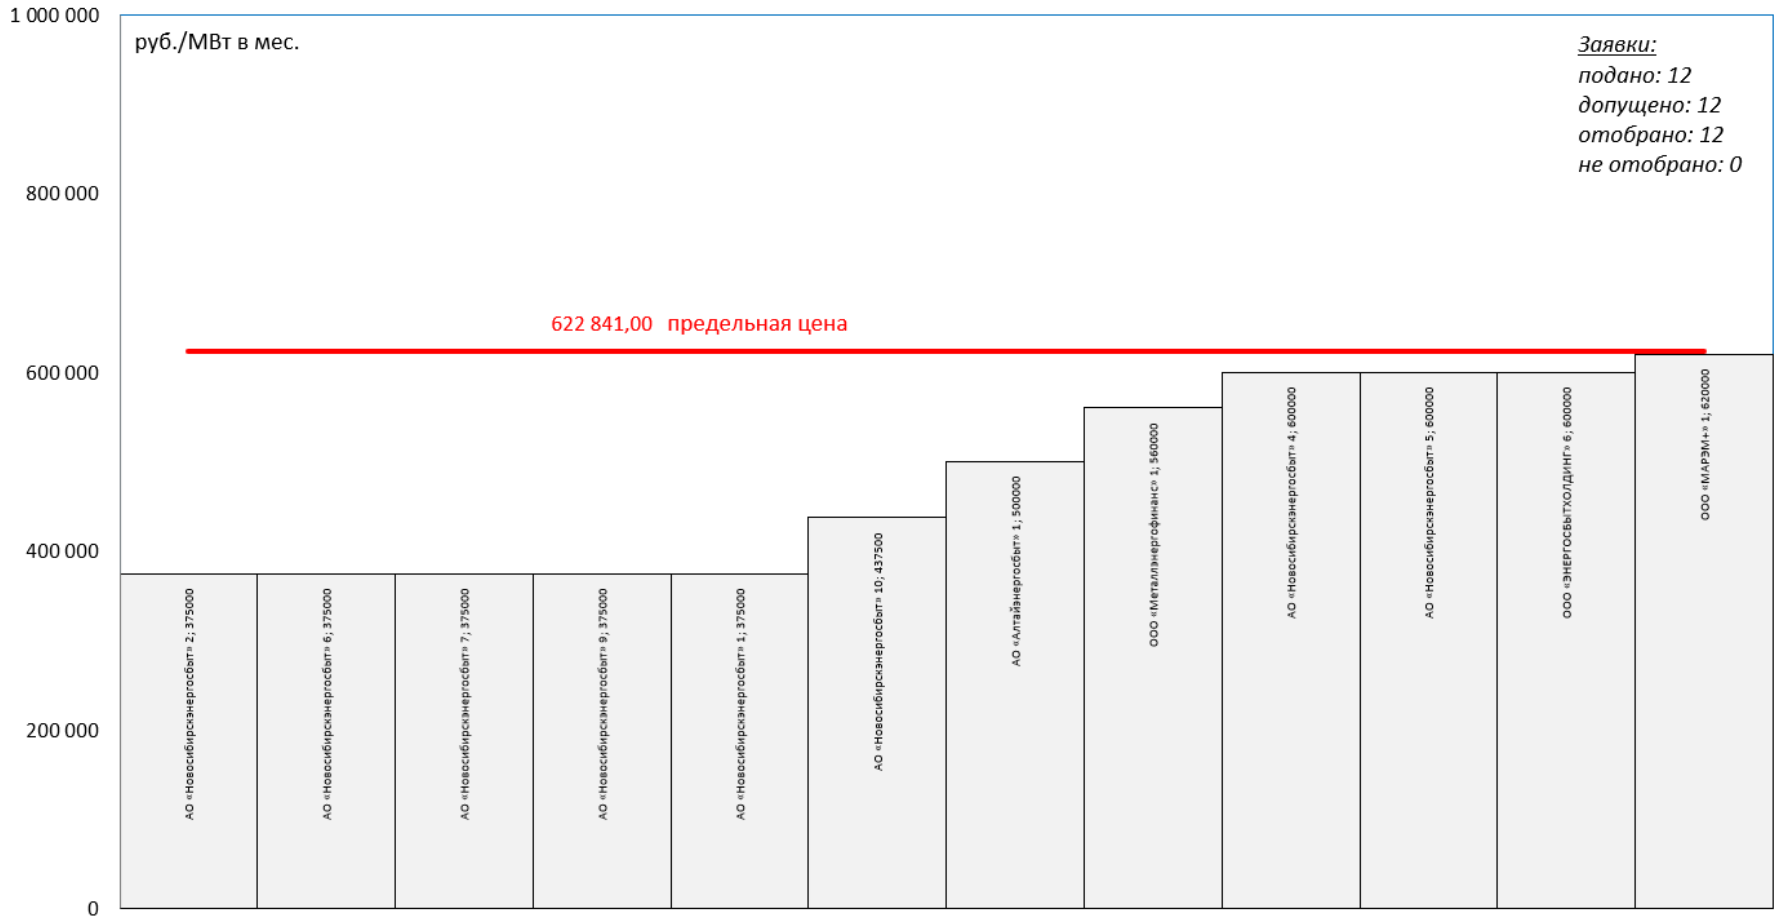 1 000 000
руб./МВт в мес.
Заявки:
подано: 12
допущено: 12
отобрано: 12
не отобрано: 0
800 000
622 841,00 предельная цена
600 000
400 000
200 000
0
АО «Новосибирскэнергосбыт» 2; 375000
АО «Новосибирскэнергосбыт» 6; 375000
АО «Новосибирскэнергосбыт» 7; 375000
АО «Новосибирскэнергосбыт» 9; 375000
АО «Новосибирскэнергосбыт» 1; 375000
АО «Новосибирскэнергосбыт» 10; 437500
АО «Алтайэнергосбыт» 1; 500000
ООО «Металлэнергофинанс» 1; 560000
АО «Новосибирскэнергосбыт» 4; 600000
АО «Новосибирскэнергосбыт» 5; 600000
ООО «ЭНЕРГОСБЫТХОЛДИНГ» 6; 600000
ООО «МАРЭМ+» 1; 620000